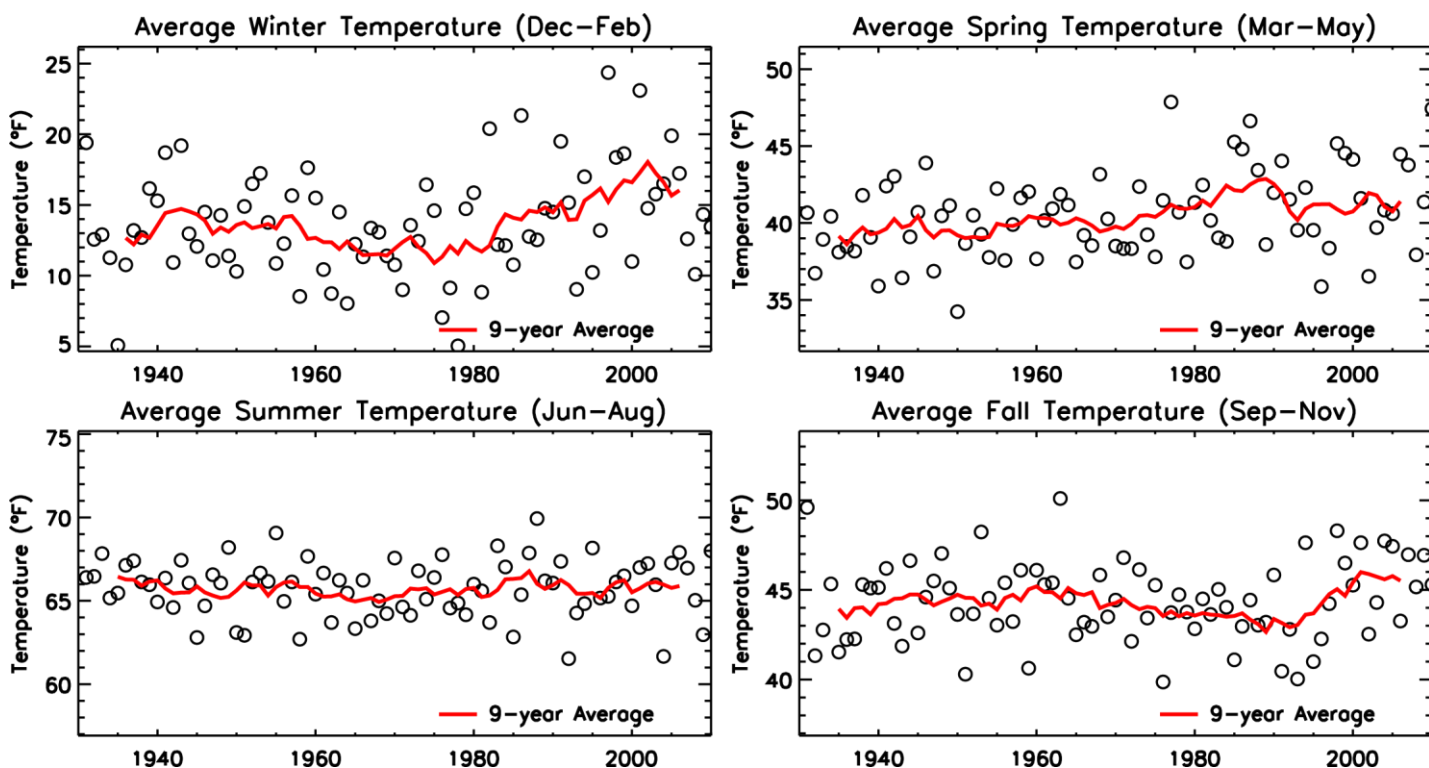 Average Winter Temperature (Dec–Feb)
25
20
15
10
5
Temperature (°F)
9-year Average
1940
1960
1980
2000
Average Spring Temperature (Mar–May)
50
45
40
35
Temperature (°F)
9-year Average
1940
1960
1980
2000
Average Summer Temperature (Jun–Aug)
75
70
65
60
Temperature (°F)
9-year Average
1940
1960
1980
2000
Average Fall Temperature (Sep–Nov)
50
45
40
Temperature (°F)
9-year Average
1940
1960
1980
2000